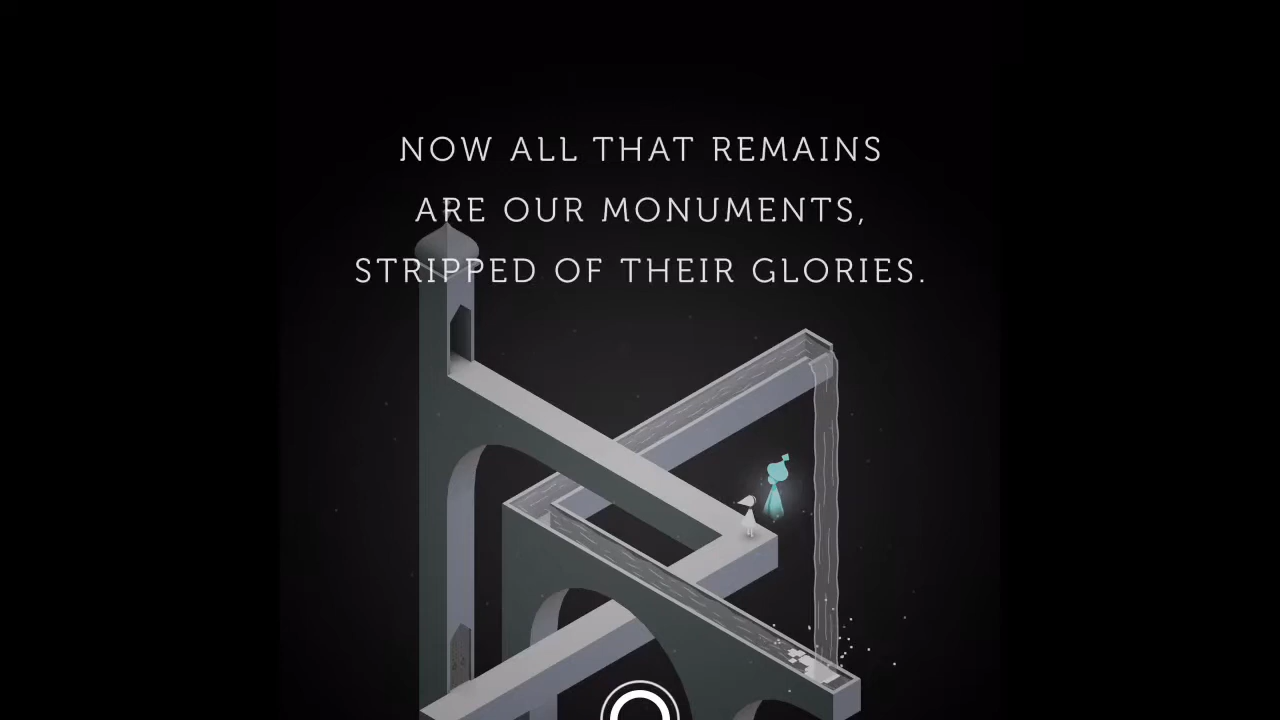 NOW ALL THAT REMAINS
ARE OUR MONUMENTS,
STRIPPED OF THEIR GLORIES.